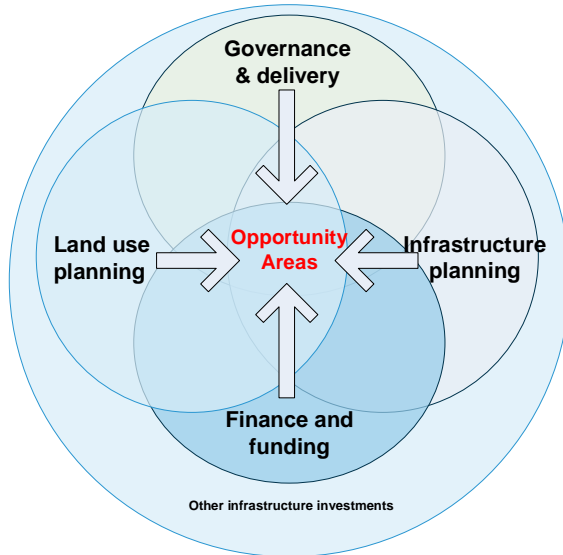 Governance
& delivery
Land use
planning
Opportunity
Areas
Infrastructure
planning
Finance and
funding
Other infrastructure investments